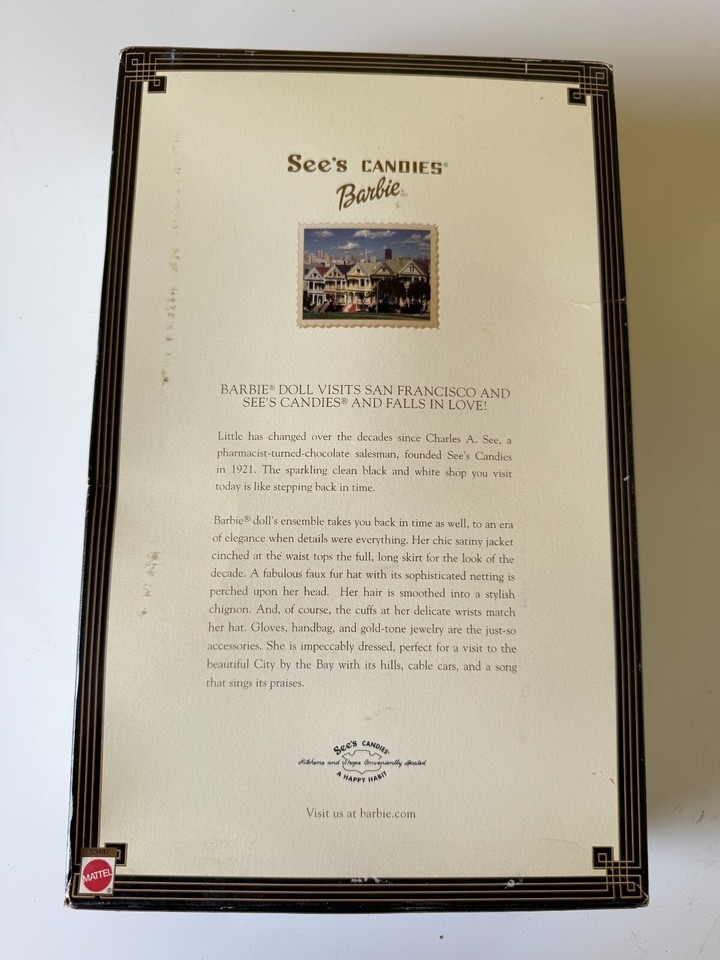 See's CANDIES®
Barbie
BARBIE® DOLL VISITS SAN FRANCISCO AND
SEE'S CANDIES® AND FALLS IN LOVE!
Little has changed over the decades since Charles A. See, a
pharmacist-turned-chocolate salesman, founded See's Candies
in 1921. The sparkling clean black and white shop you visit
today is like stepping back in time.
Barbie® doll's ensemble takes you back in time as well, to an era
of elegance when details were everything. Her chic satiny jacket
cinched at the waist tops the full, long skirt for the look of the
decade. A fabulous faux fur hat with its sophisticated netting is
perched upon her head. Her hair is smoothed into a stylish
chignon. And, of course, the cuffs at her delicate wrists match
her hat. Gloves, handbag, and gold-tone jewelry are the just-so
accessories. She is impeccably dressed, perfect for a visit to the
beautiful City by the Bay with its hills, cable cars, and a song
that sings its praises.
See's CANDIES®
Kitchens and Shops Conveniently Located
A HAPPY HABIT
Visit us at barbie.com
MATTEL